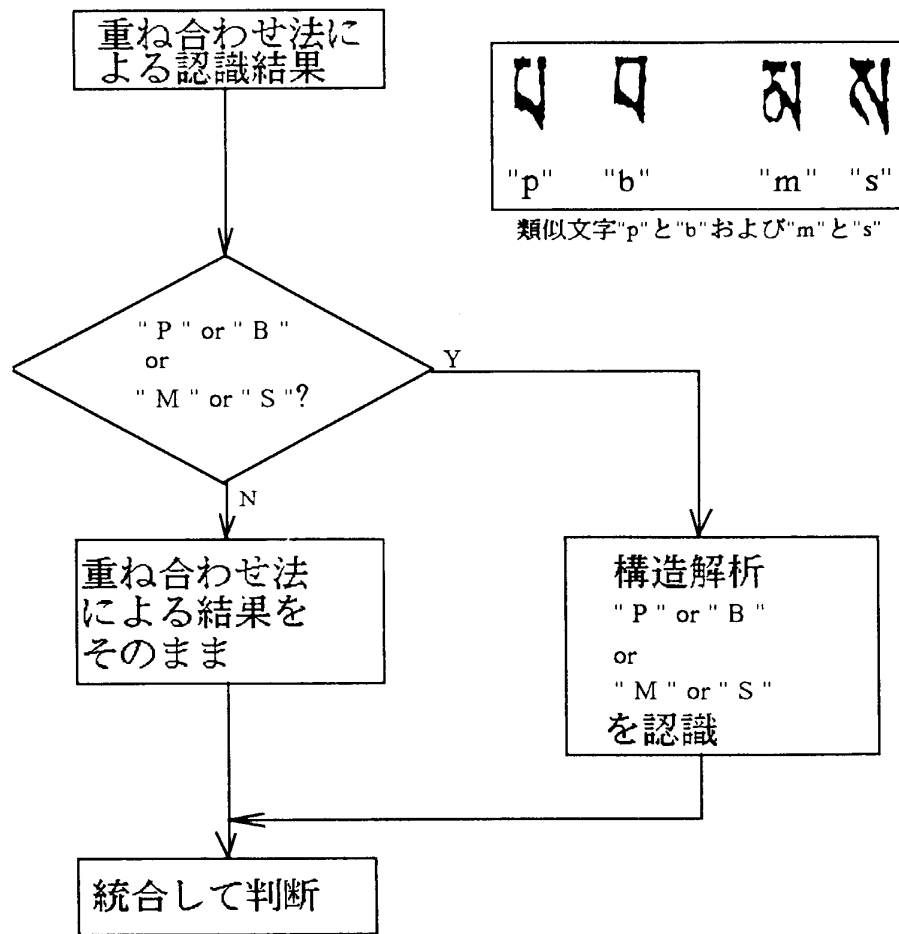 重ね合わせ法に
よる認識結果
པ བ མ ས
"p" "b" "m" "s"
類似文字"p"と"b"および"m"と"s"
" P " or " B "
or
" M " or " S "?
Y
N
重ね合わせ法
による結果を
そのまま
構造解析
" P " or " B "
or
" M " or " S "
を認識
統合して判断